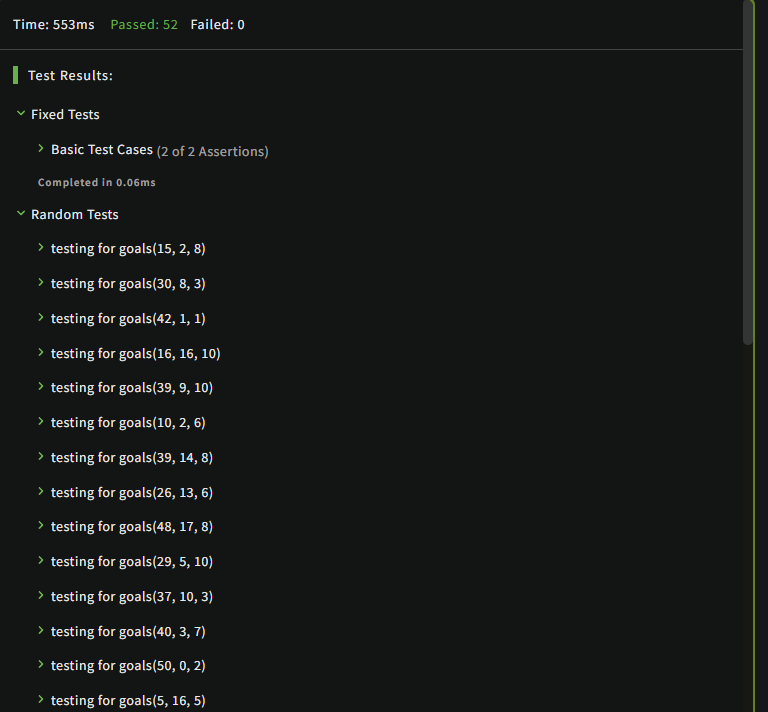 Time: 553ms Passed: 52 Failed: 0
Test Results:
Fixed Tests
Basic Test Cases (2 of 2 Assertions)
Completed in 0.06ms
Random Tests
testing for goals(15, 2, 8)
testing for goals(30, 8, 3)
testing for goals(42, 1, 1)
testing for goals(16, 16, 10)
testing for goals(39, 9, 10)
testing for goals(10, 2, 6)
testing for goals(39, 14, 8)
testing for goals(26, 13, 6)
testing for goals(48, 17, 8)
testing for goals(29, 5, 10)
testing for goals(37, 10, 3)
testing for goals(40, 3, 7)
testing for goals(50, 0, 2)
testing for goals(5, 16, 5)